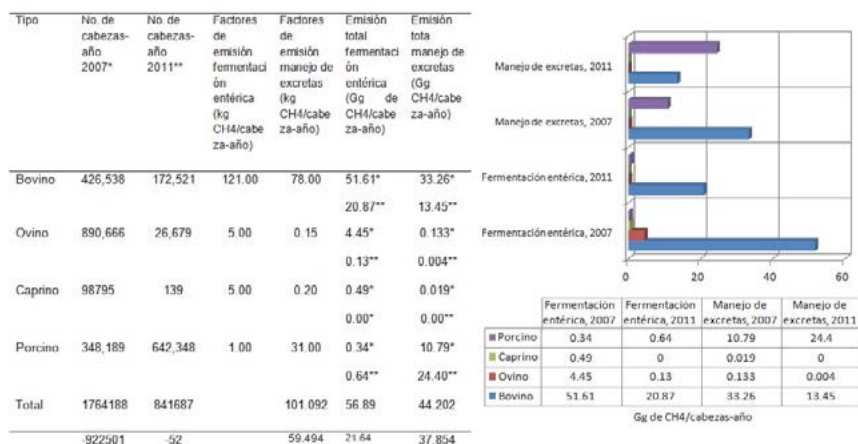 Tipo No. de cabezas-año 2007* No. de cabezas-año 2011** Factores de emisión fermentación entérica (kg CH4/cabeza-año) Factores de emisión manejo de excretas (kg CH4/cabeza-año) Emisión total fermentación entérica (Gg de CH4/cabeza-año) Emisión tota manejo de excretas (Gg CH4/cabeza-año)
Bovino 426,538 172,521 121.00 78.00 51.61* 33.26*
20.87** 13.45**
Ovino 890,666 26,679 5.00 0.15 4.45* 0.133*
0.13** 0.004**
Caprino 98795 139 5.00 0.20 0.49* 0.019*
0.00* 0.00**
Porcino 348,189 642,348 1.00 31.00 0.34* 10.79*
0.64** 24.40**
Total 1764188 841687 101.092 56.89 44.202
-922501 -52 59.494 21.64 37.854
Manejo de excretas, 2011
Manejo de excretas, 2007
Fermentación entérica, 2011
Fermentación entérica, 2007
0 20 40 60
Fermentación entérica, 2007 Fermentación entérica, 2011 Manejo de excretas, 2007 Manejo de excretas, 2011
Porcino 0.34 0.64 10.79 24.4
Caprino 0.49 0 0.019 0
Ovino 4.45 0.13 0.133 0.004
Bovino 51.61 20.87 33.26 13.45
Gg de CH4/cabezas-año